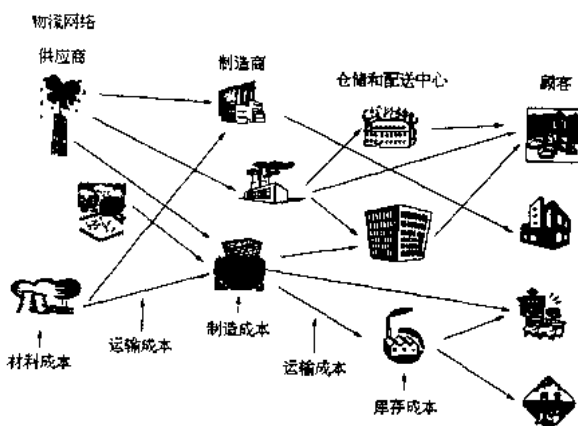 物流网络
供应商
制造商
仓储和配送中心
顾客
材料成本
运输成本
制造成本
运输成本
库存成本